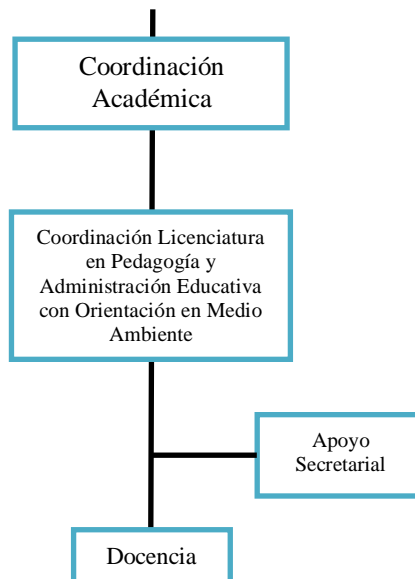 Coordinación
Académica
Coordinación Licenciatura
en Pedagogía y
Administración Educativa
con Orientación en Medio
Ambiente
Apoyo
Secretarial
Docencia